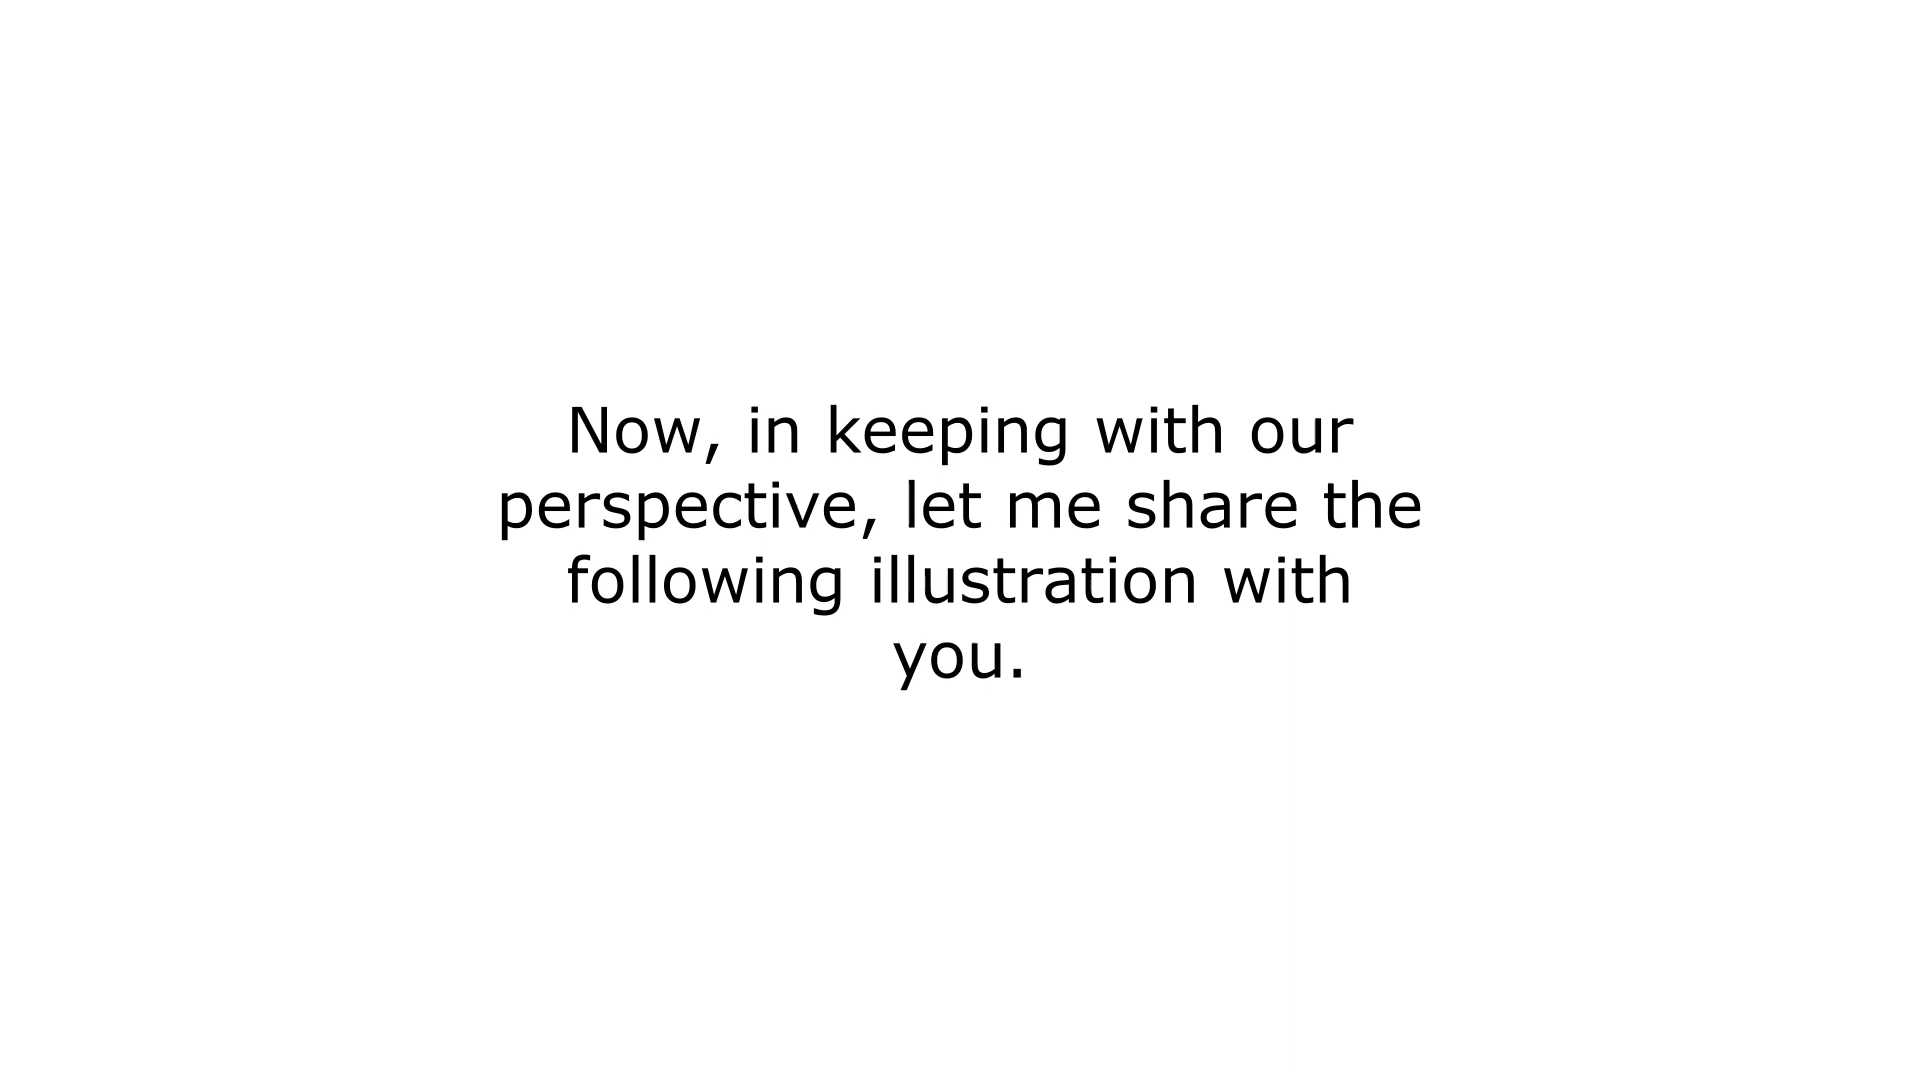 Now, in keeping with our
perspective, let me share the
following illustration with
you.